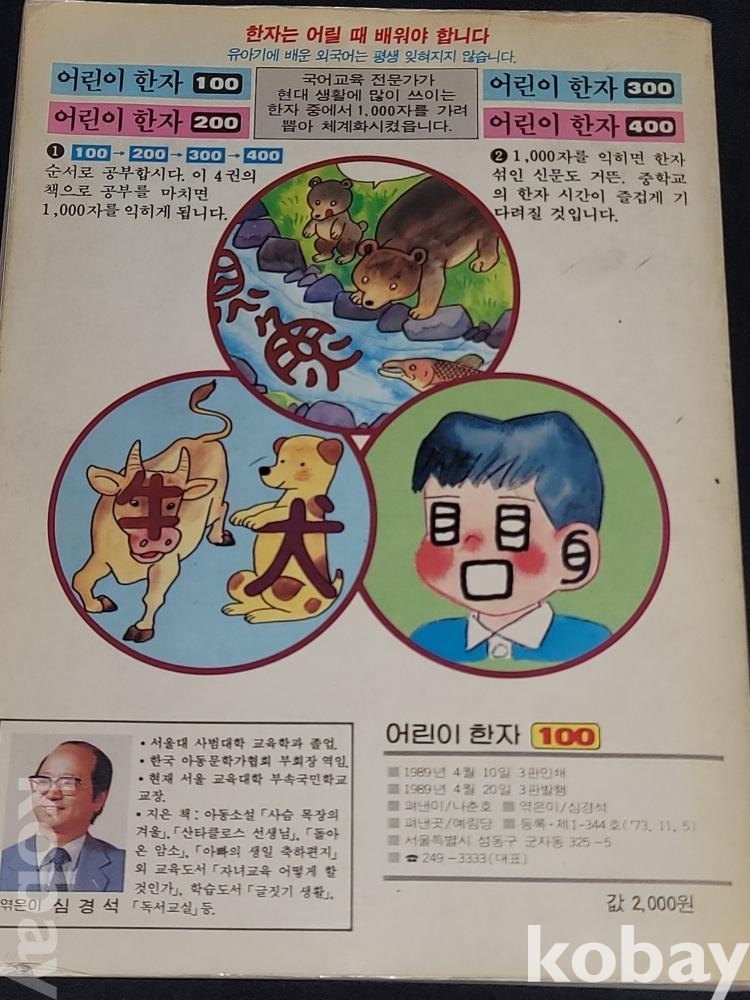 한자는 어릴 때 배워야 합니다
유아기에 배운 외국어는 평생 잊혀지지 않습니다.
어린이 한자 100
어린이 한자 200
국어교육 전문가가
현대 생활에 많이 쓰이는
한자 중에서 1,000자를 가려
뽑아 체계화시켰읍니다.
어린이 한자 300
어린이 한자 400
❶ 100→200→300→400
순서로 공부합시다. 이 4권의
책으로 공부를 마치면
1,000자를 익히게 됩니다.
❷ 1,000자를 익히면 한자
섞인 신문도 거뜬. 중학교
의 한자 시간이 즐겁게 기
다려질 것입니다.
牛
犬
• 서울대 사범대학 교육학과 졸업.
• 한국 아동문학가협회 부회장 역임.
• 현재 서울 교육대학 부속국민학교
교장.
• 지은 책 : 아동소설 「사슴 목장의
겨울」, 「산타클로스 선생님」, 「돌아
온 암소」, 「아빠의 생일 축하편지」
외 교육도서 「자녀교육 어떻게 할
것인가」, 학습도서 「글짓기 생활」,
「독서교실」 등.
엮은이 심경석
어린이 한자 100
1989년 4월 10일 3판인쇄
1989년 4월 20일 3판발행
펴낸이/나춘호 엮은이/심경석
펴낸곳/예림당 등록·제1-344호('73. 11. 5)
서울특별시 성동구 군자동 325-5
☎ 249-3333(대표)
값 2,000원
kobay
kobay